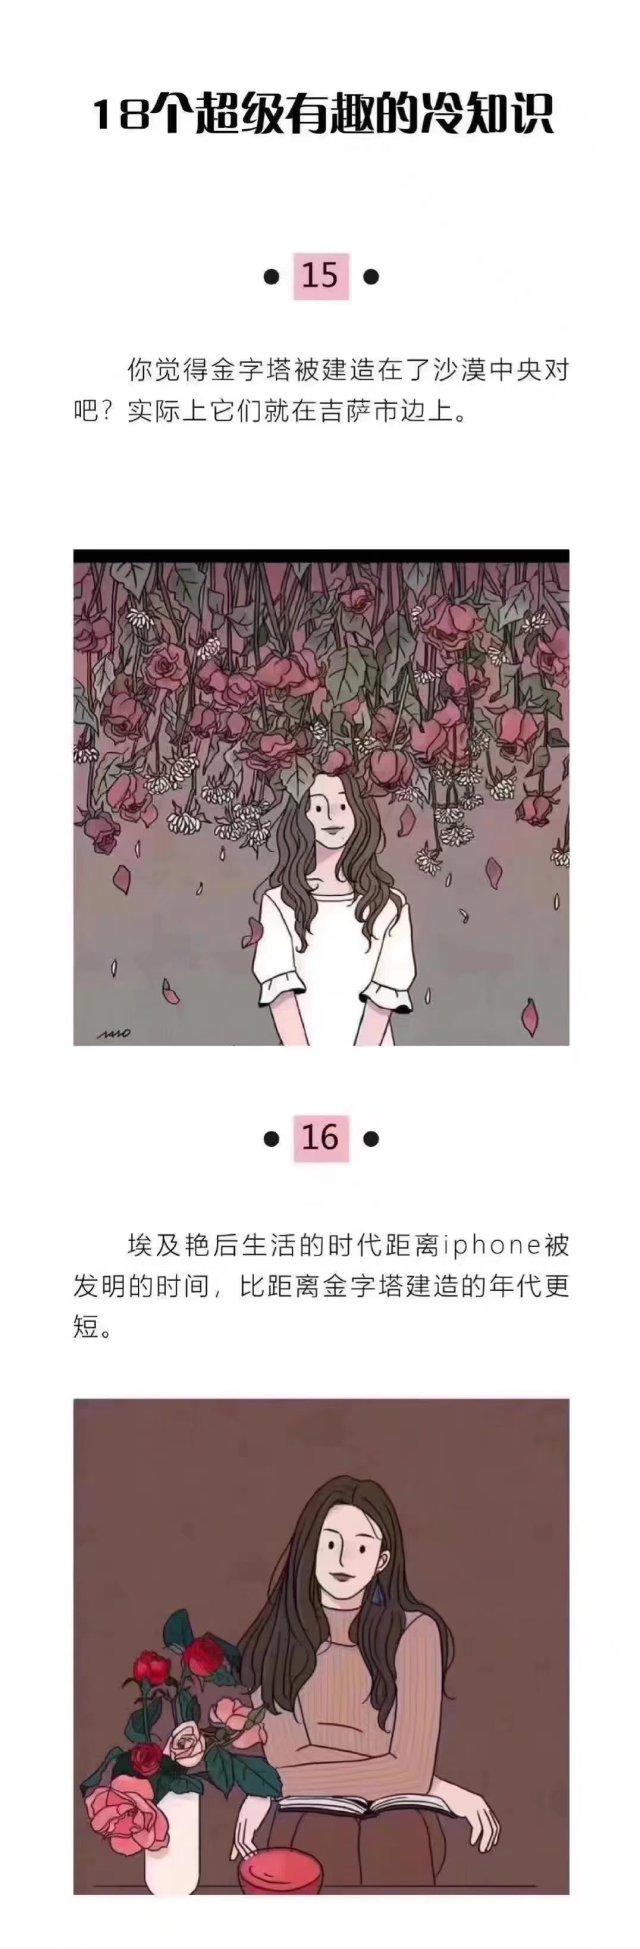 18个超级有趣的冷知识
15
你觉得金字塔被建造在了沙漠中央对
吧？实际上它们就在吉萨市边上。
16
埃及艳后生活的时代距离iphone被
发明的时间，比距离金字塔建造的年代更
短。